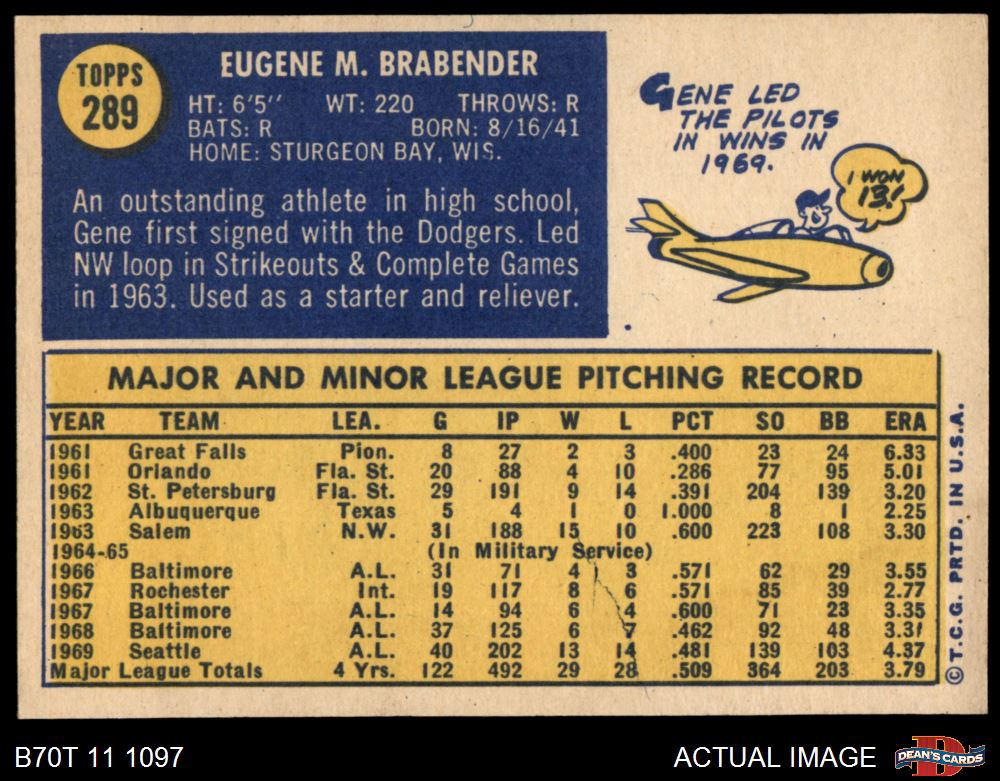 TOPPS
289
EUGENE M. BRABENDER
HT: 6'5" WT: 220 THROWS: R
BATS: R BORN: 8/16/41
HOME: STURGEON BAY, WIS.
An outstanding athlete in high school,
Gene first signed with the Dodgers. Led
NW loop in Strikeouts & Complete Games
in 1963. Used as a starter and reliever.
GENE LED
THE PILOTS
IN WINS IN
1969.
I WON
13!
MAJOR AND MINOR LEAGUE PITCHING RECORD
YEAR TEAM LEA. G IP W L PCT SO BB ERA
1961 Great Falls Pion. 8 27 2 3 .400 23 24 6.33
1961 Orlando Fla. St. 20 88 4 10 .286 77 95 5.01
1962 St. Petersburg Fla. St. 29 191 9 14 .391 204 139 3.20
1963 Albuquerque Texas 5 4 1 0 1.000 8 1 2.25
1963 Salem N.W. 31 188 15 10 .600 223 108 3.30
1964-65 (In Military Service)
1966 Baltimore A.L. 31 71 4 3 .571 62 29 3.55
1967 Rochester Int. 19 117 8 6 .571 85 39 2.77
1967 Baltimore A.L. 14 94 6 4 .600 71 23 3.35
1968 Baltimore A.L. 37 125 6 7 .462 92 48 3.31
1969 Seattle A.L. 40 202 13 14 .481 139 103 4.37
Major League Totals 4 Yrs. 122 492 29 28 .509 364 203 3.79
© T.C.G. PRTD. IN U.S.A.
B70T 11 1097
ACTUAL IMAGE
D
DEAN'S CARDS